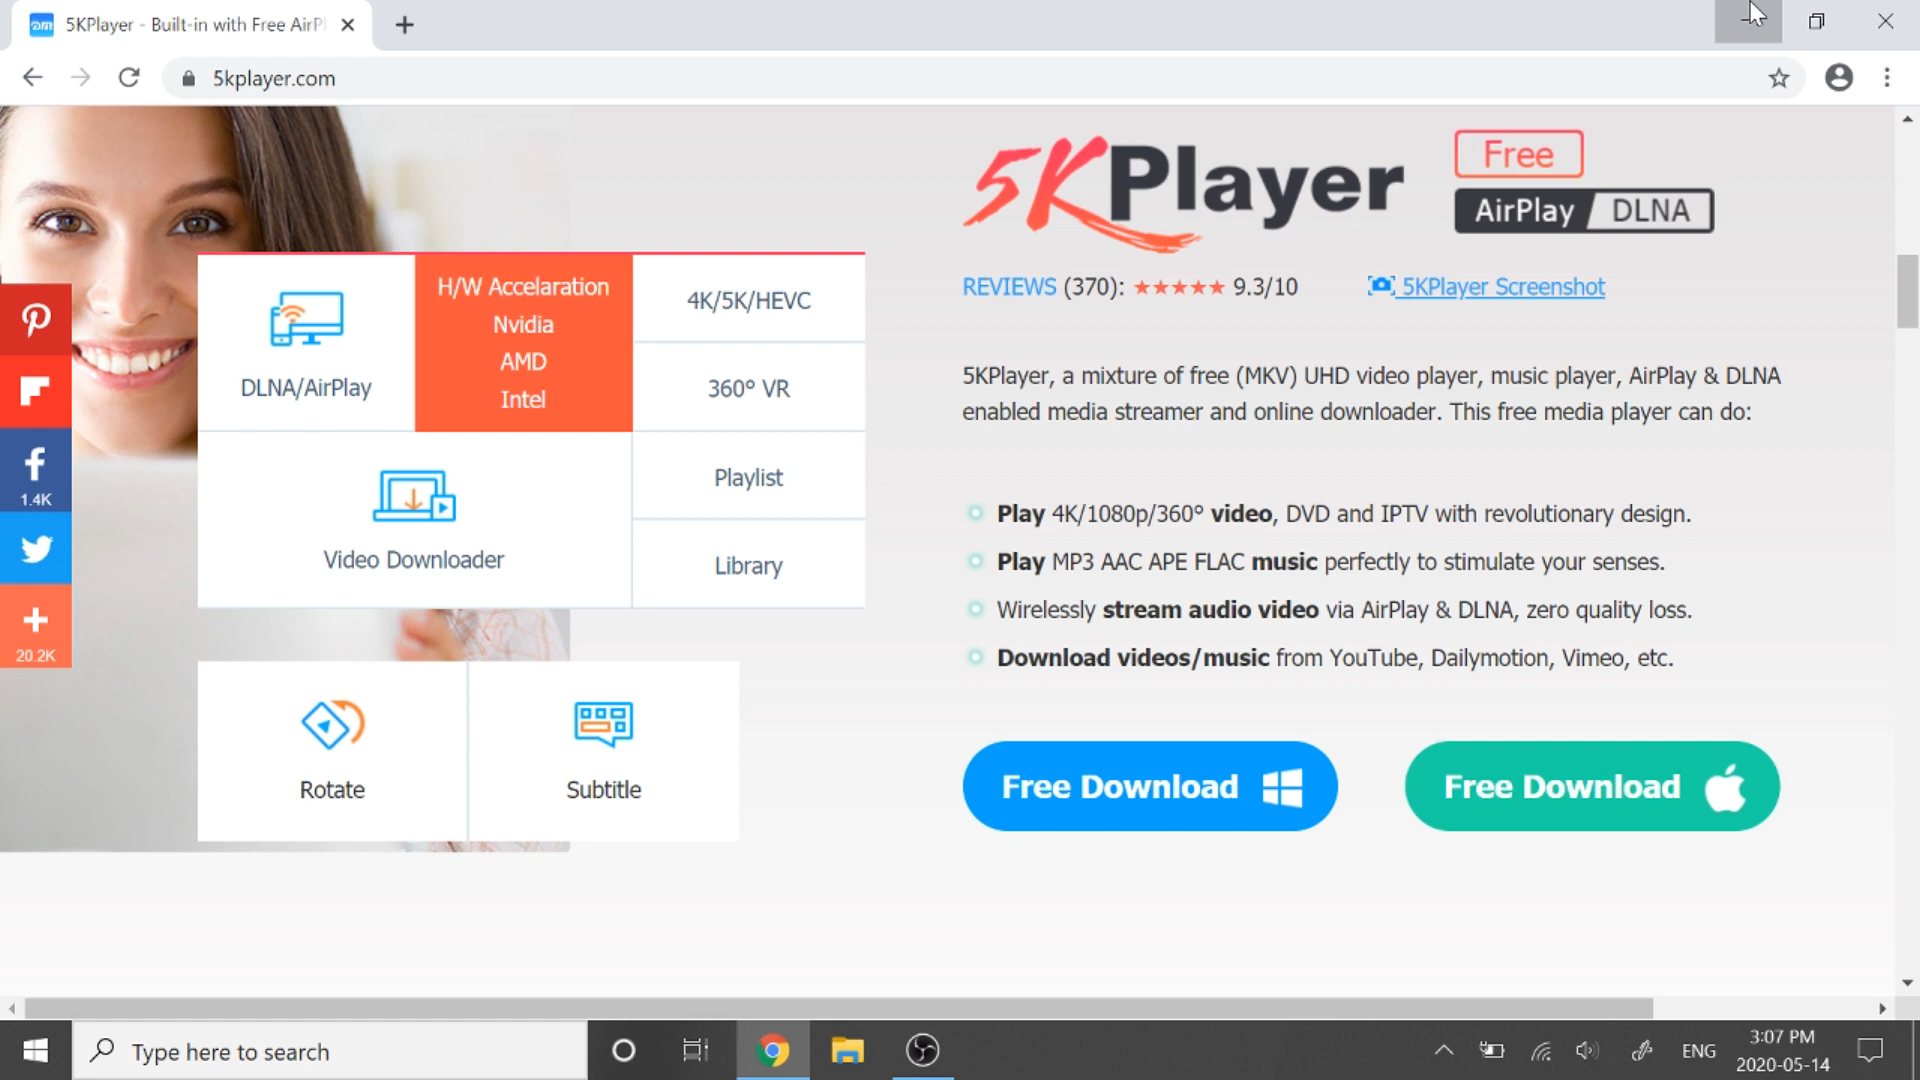 5KPlayer - Built-in with Free AirP
5kplayer.com
5KPlayer
Free
AirPlay DLNA
REVIEWS (370): ★★★★★ 9.3/10
5KPlayer Screenshot
5KPlayer, a mixture of free (MKV) UHD video player, music player, AirPlay & DLNA
enabled media streamer and online downloader. This free media player can do:
Play 4K/1080p/360° video, DVD and IPTV with revolutionary design.
Play MP3 AAC APE FLAC music perfectly to stimulate your senses.
Wirelessly stream audio video via AirPlay & DLNA, zero quality loss.
Download videos/music from YouTube, Dailymotion, Vimeo, etc.
Free Download
Free Download
DLNA/AirPlay
H/W Accelaration
Nvidia
AMD
Intel
4K/5K/HEVC
360° VR
Video Downloader
Playlist
Library
Rotate
Subtitle
1.4K
20.2K
Type here to search
ENG
3:07 PM
2020-05-14